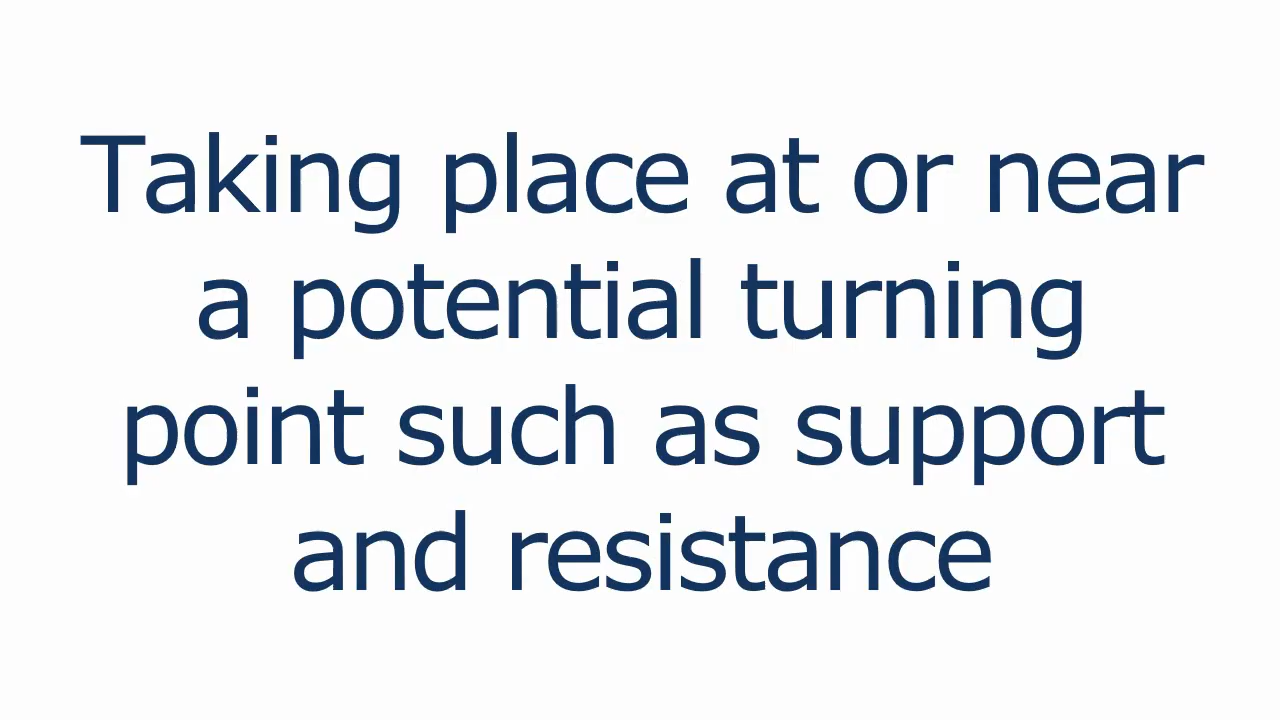 Taking place at or near
a potential turning
point such as support
and resistance